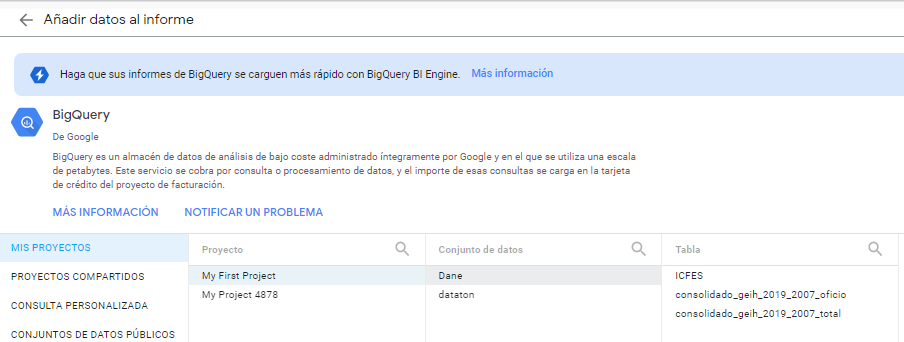 Añadir datos al informe
Haga que sus informes de BigQuery se carguen más rápido con BigQuery BI Engine. Más información
BigQuery
De Google
BigQuery es un almacén de datos de análisis de bajo coste administrado íntegramente por Google y en el que se utiliza una escala
de petabytes. Este servicio se cobra por consulta o procesamiento de datos, y el importe de esas consultas se carga en la tarjeta
de crédito del proyecto de facturación.
MÁS INFORMACIÓN NOTIFICAR UN PROBLEMA
MIS PROYECTOS
PROYECTOS COMPARTIDOS
CONSULTA PERSONALIZADA
CONJUNTOS DE DATOS PÚBLICOS
Proyecto
My First Project
My Project 4878
Conjunto de datos
Dane
dataton
Tabla
ICFES
consolidado_geih_2019_2007_oficio
consolidado_geih_2019_2007_total